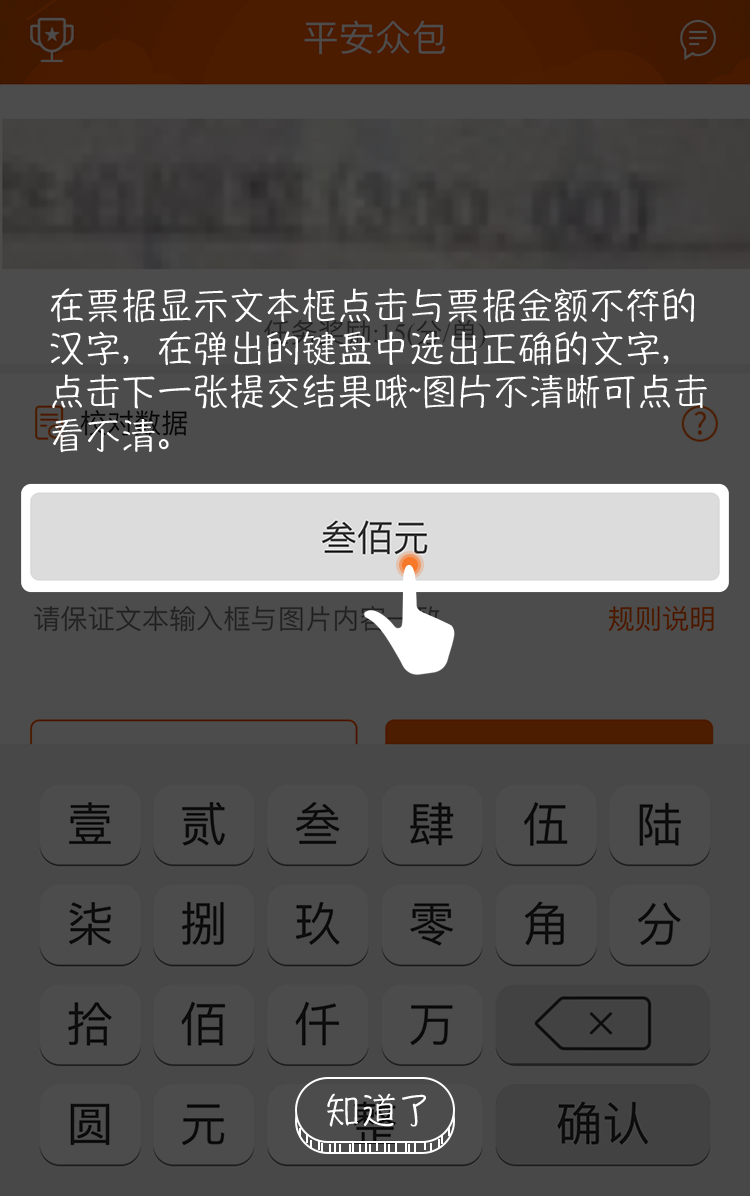 平安众包
(300.00)
在票据显示文本框点击与票据金额不符的
任务奖励:15(分/单)
汉字，在弹出的键盘中选出正确的文字，
点击下一张提交结果哦~图片不清晰可点击
校对数据
看不清。
叁佰元
请保证文本输入框与图片内容一致
规则说明
壹 贰 叁 肆 伍 陆
柒 捌 玖 零 角 分
拾 佰 仟 万
圆 元 整 确认
知道了